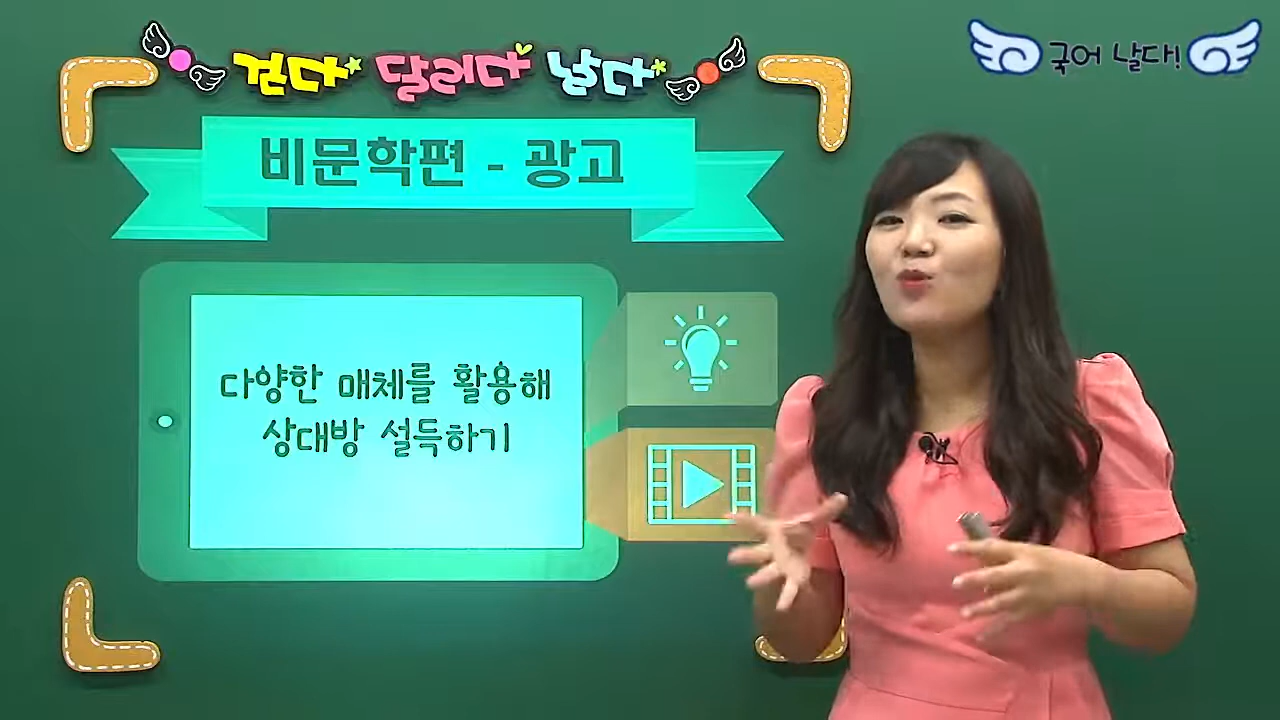 걷다 달리다 날다
국어 날다!
비문학편 - 광고
다양한 매체를 활용해
상대방 설득하기